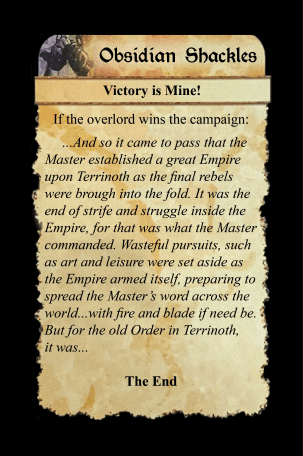 Obsidian Shackles
Victory is Mine!
If the overlord wins the campaign:
...And so it came to pass that the
Master established a great Empire
upon Terrinoth as the final rebels
were brough into the fold. It was the
end of strife and struggle inside the
Empire, for that was what the Master
commanded. Wasteful pursuits, such
as art and leisure were set aside as
the Empire armed itself, preparing to
spread the Master's word across the
world...with fire and blade if need be.
But for the old Order in Terrinoth,
it was...
The End